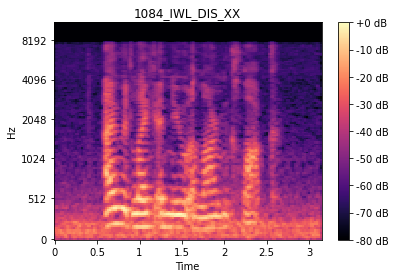 1084_IWL_DIS_XX
+0 dB
8192
-10 dB
4096
-20 dB
-30 dB
2048
Hz
-40 dB
1024
-50 dB
512
-60 dB
-70 dB
0
-80 dB
0 0.5 1 1.5 2 2.5 3
Time